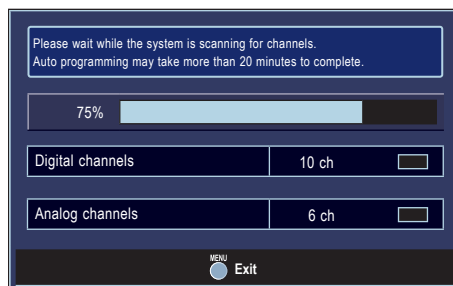 Please wait while the system is scanning for channels.
Auto programming may take more than 20 minutes to complete.
75%
Digital channels 10 ch
Analog channels 6 ch
MENU Exit